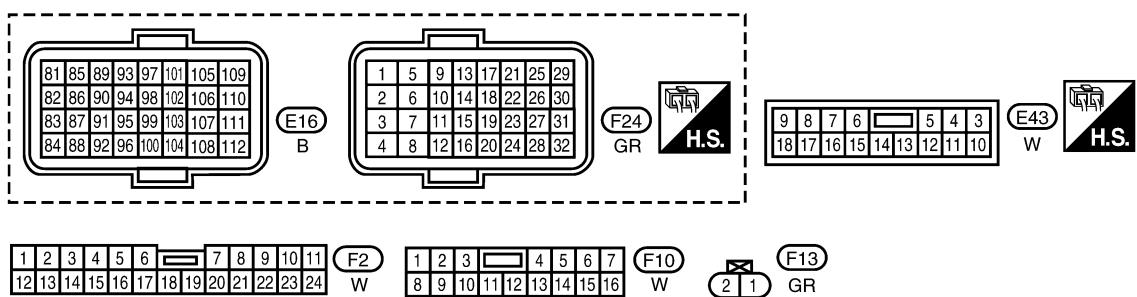 81 85 89 93 97 101 105 109
82 86 90 94 98 102 106 110
83 87 91 95 99 103 107 111
84 88 92 96 100 104 108 112
E16
B
1 5 9 13 17 21 25 29
2 6 10 14 18 22 26 30
3 7 11 15 19 23 27 31
4 8 12 16 20 24 28 32
F24
GR
H.S.
9 8 7 6 5 4 3
18 17 16 15 14 13 12 11 10
E43
W
H.S.
1 2 3 4 5 6 7 8 9 10 11
12 13 14 15 16 17 18 19 20 21 22 23 24
F2
W
1 2 3 4 5 6 7
8 9 10 11 12 13 14 15 16
F10
W
2 1
F13
GR